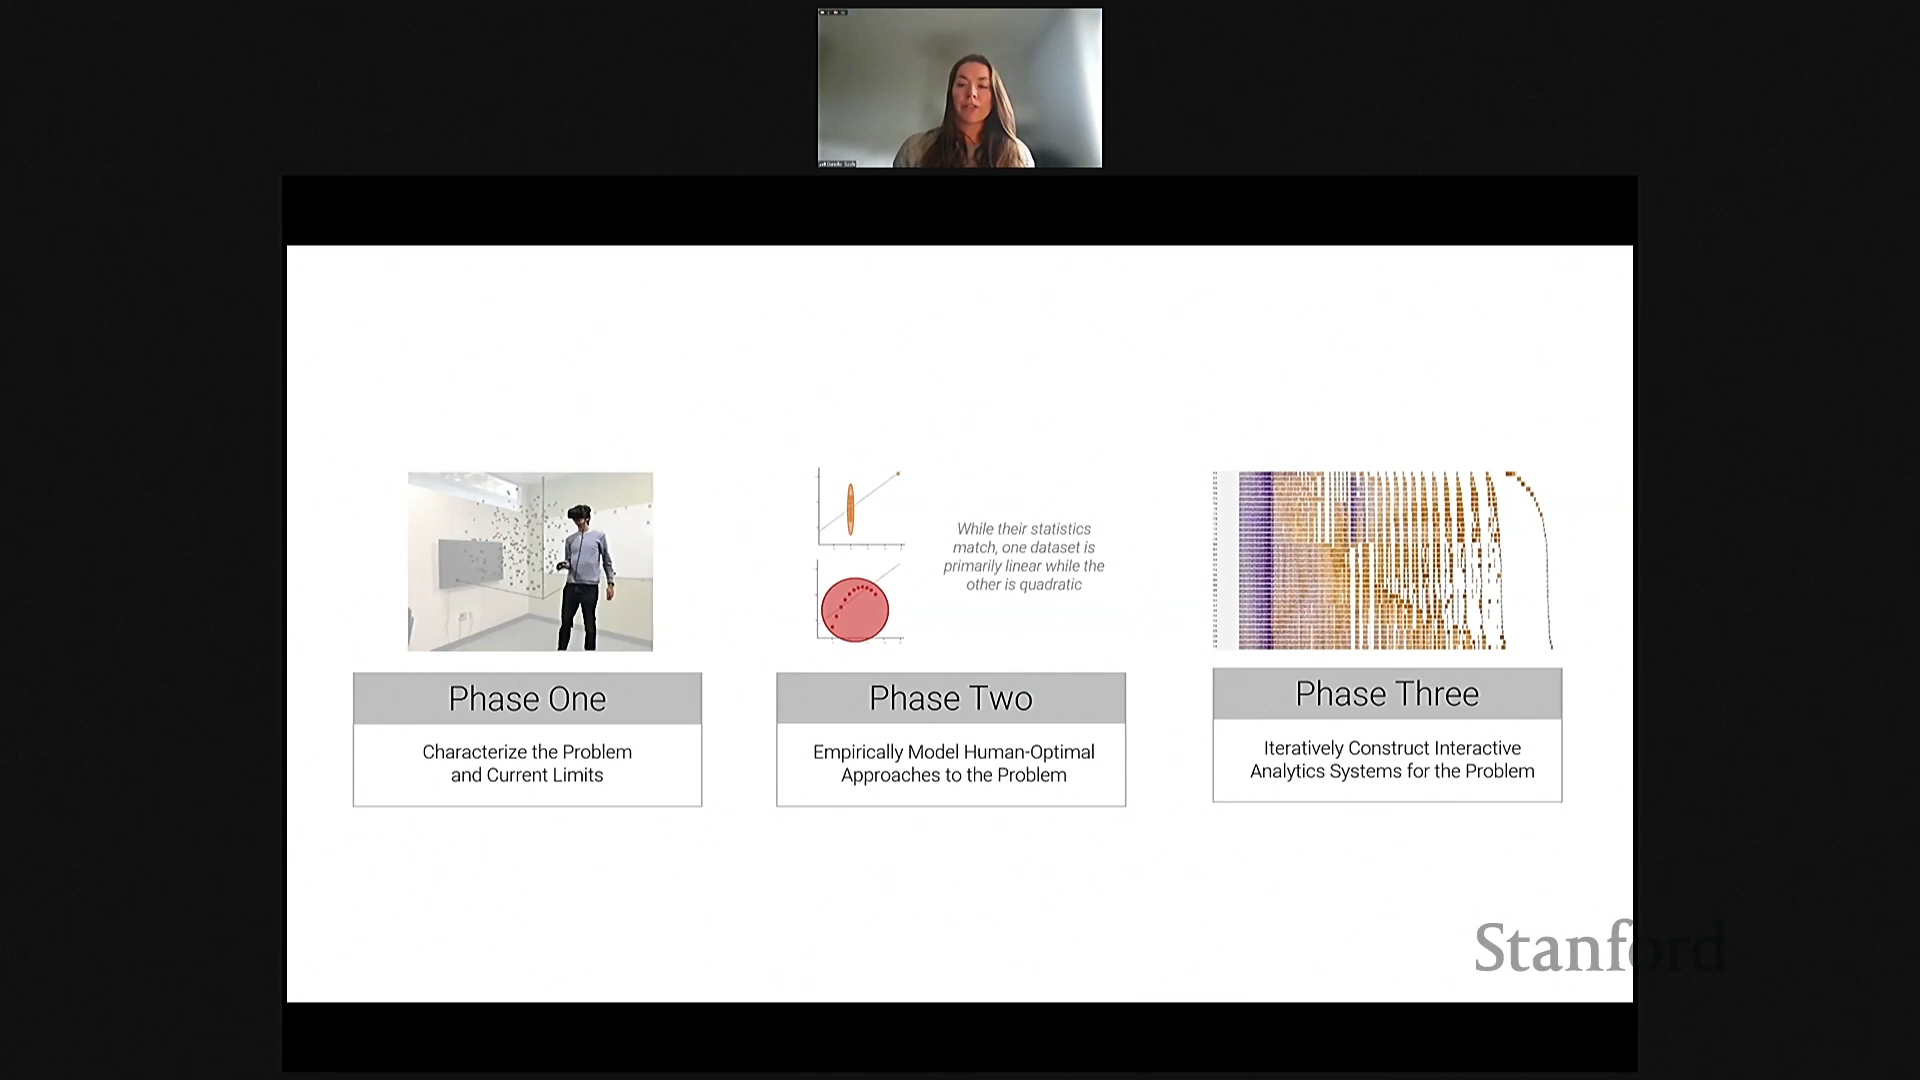 While their statistics
match, one dataset is
primarily linear while the
other is quadratic
Phase One
Characterize the Problem
and Current Limits
Phase Two
Empirically Model Human-Optimal
Approaches to the Problem
Phase Three
Iteratively Construct Interactive
Analytics Systems for the Problem
Stanford